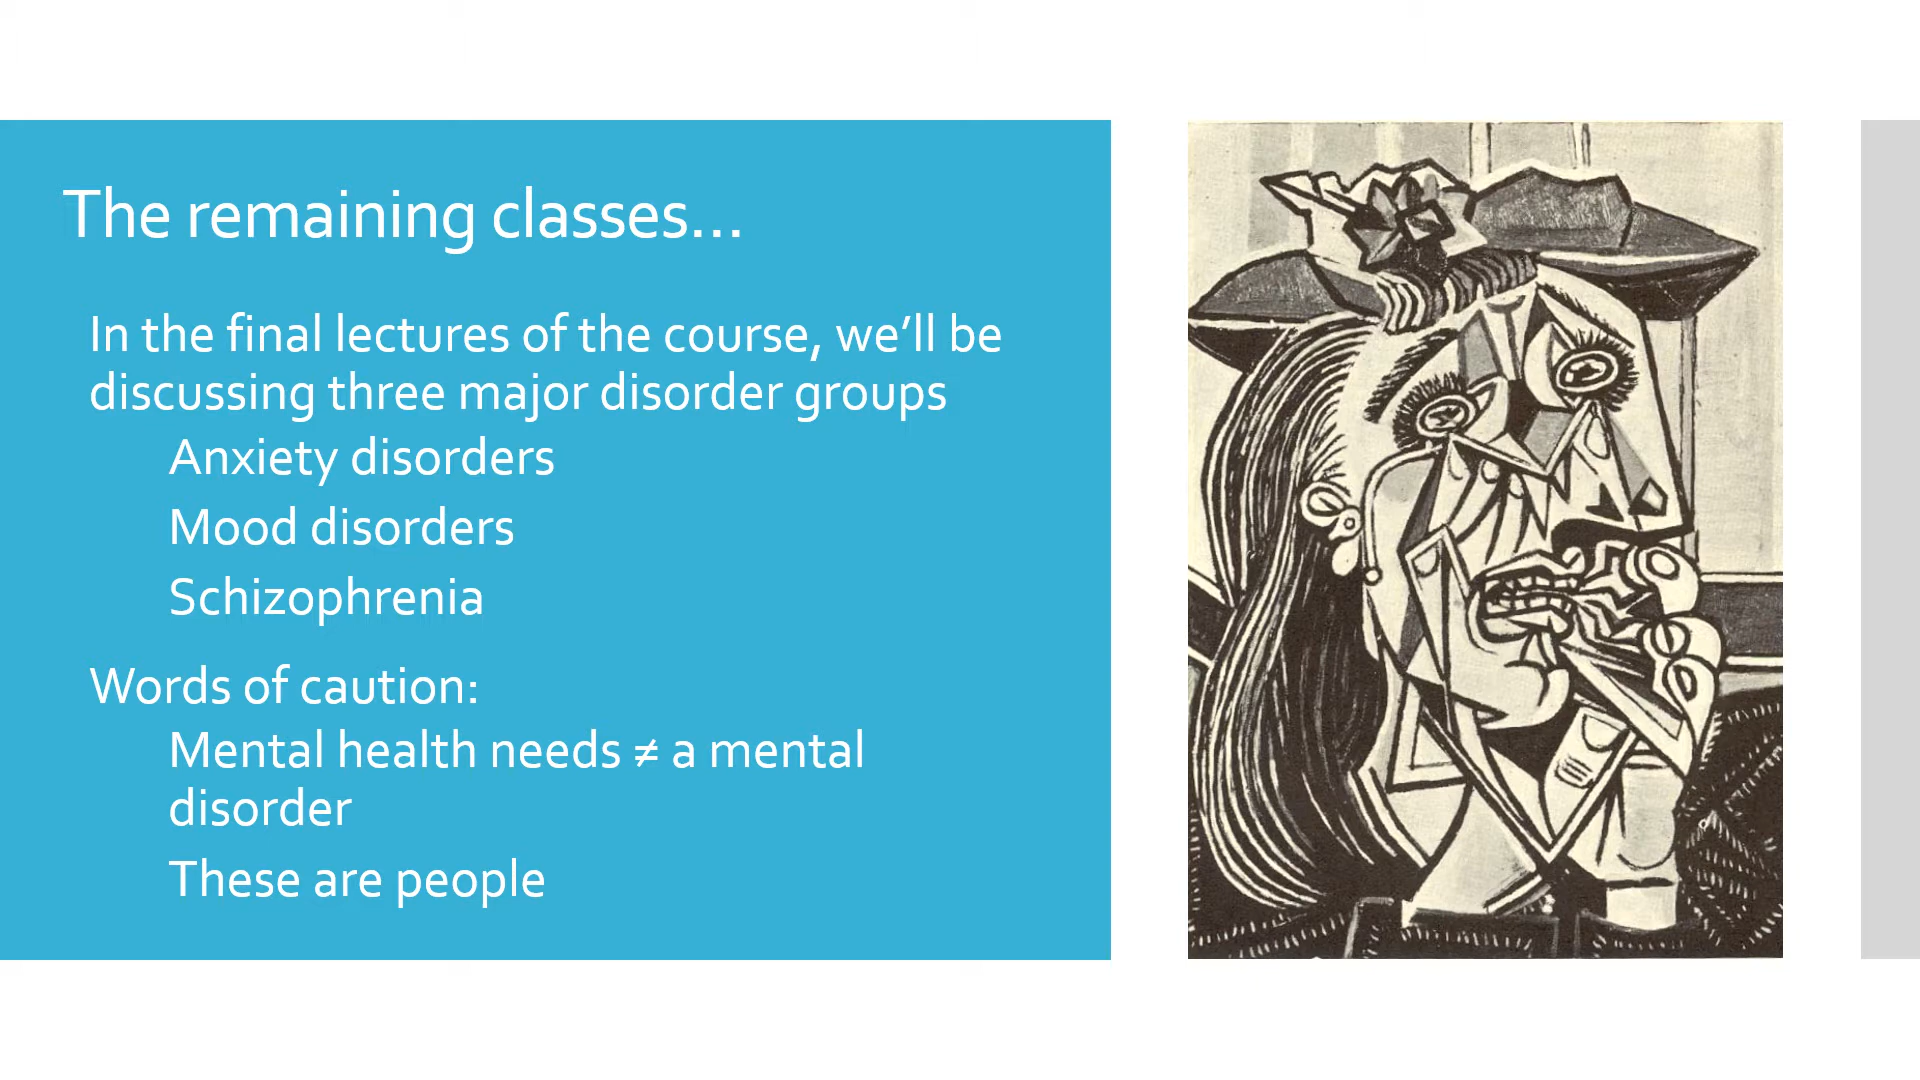 The remaining classes...
In the final lectures of the course, we’ll be
discussing three major disorder groups
Anxiety disorders
Mood disorders
Schizophrenia
Words of caution:
Mental health needs ≠ a mental
disorder
These are people